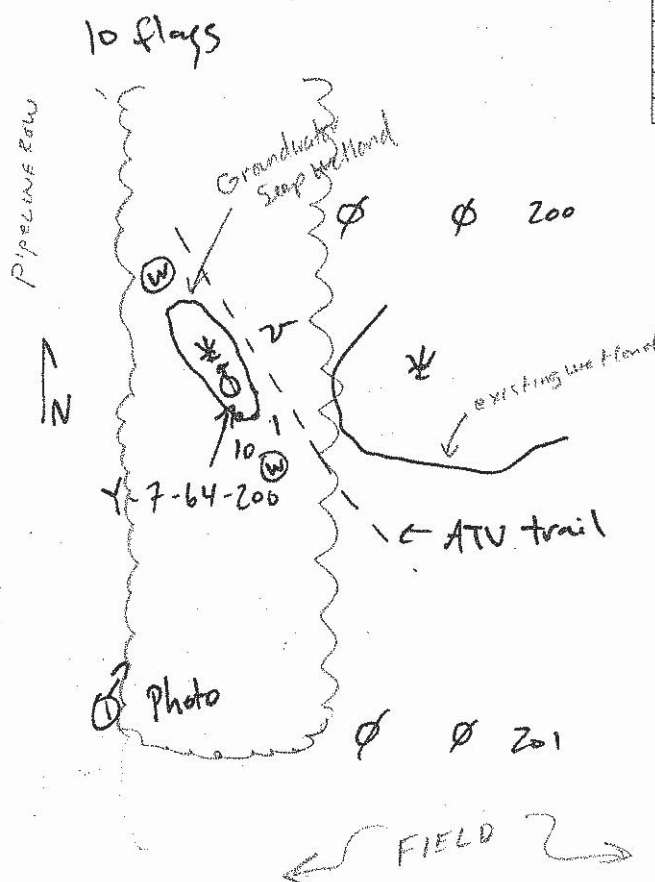 10 flags
Pipeline ROW
Groundwater
Seep wetland
Ø Ø 200
W
N
existing wetland
1
10
W
Y-7-64-200
← ATV trail
1 Photo
Ø Ø 201
FIELD